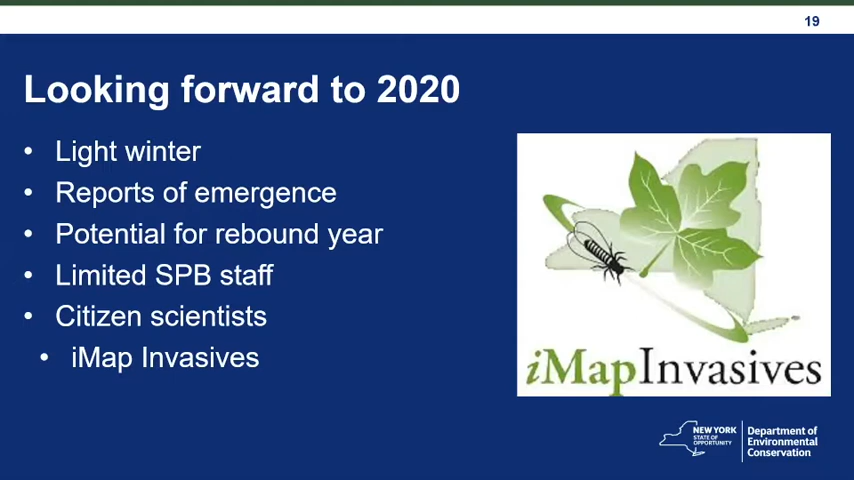 19
Looking forward to 2020
• Light winter
• Reports of emergence
• Potential for rebound year
• Limited SPB staff
• Citizen scientists
• iMap Invasives
iMapInvasives
NEW YORK
STATE OF
OPPORTUNITY
Department of
Environmental
Conservation